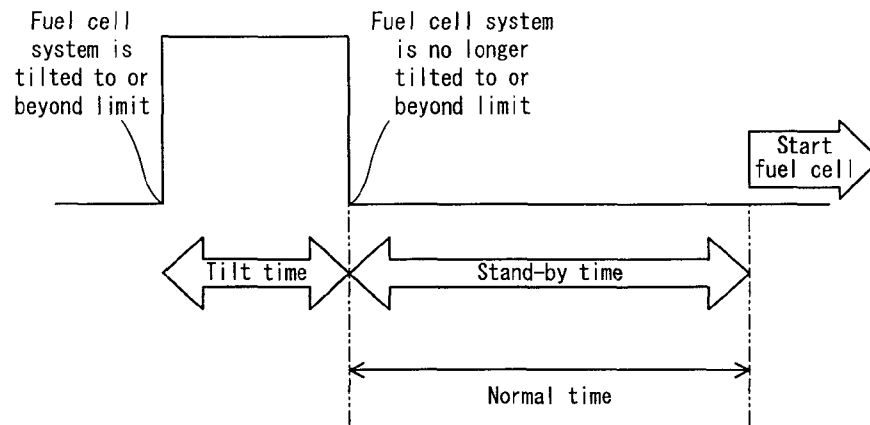 Fuel cell
system is
tilted to or
beyond limit
Fuel cell system
is no longer
tilted to or
beyond limit
Start
fuel cell
Tilt time
Stand-by time
Normal time